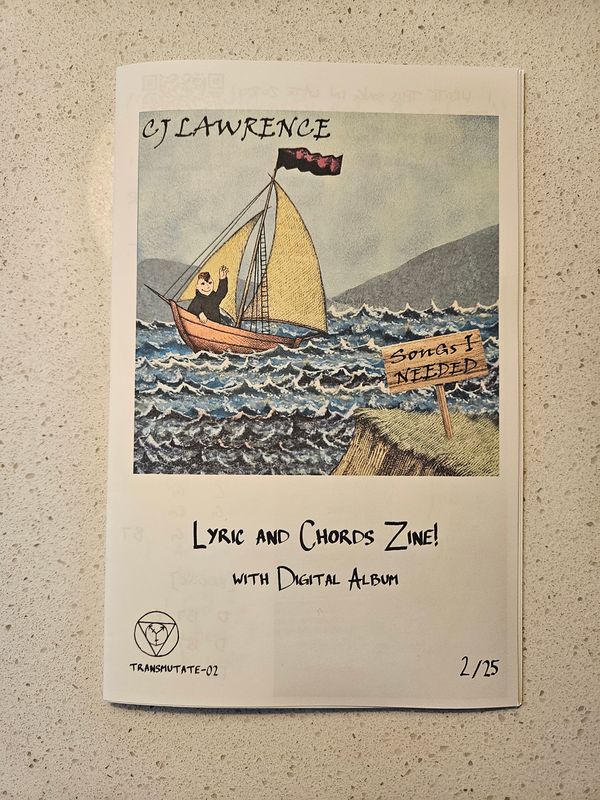 CJ LAWRENCE
SONGS I
NEEDED
LYRIC AND CHORDS ZINE!
WITH DIGITAL ALBUM
TRANSMUTATE-02
2/25